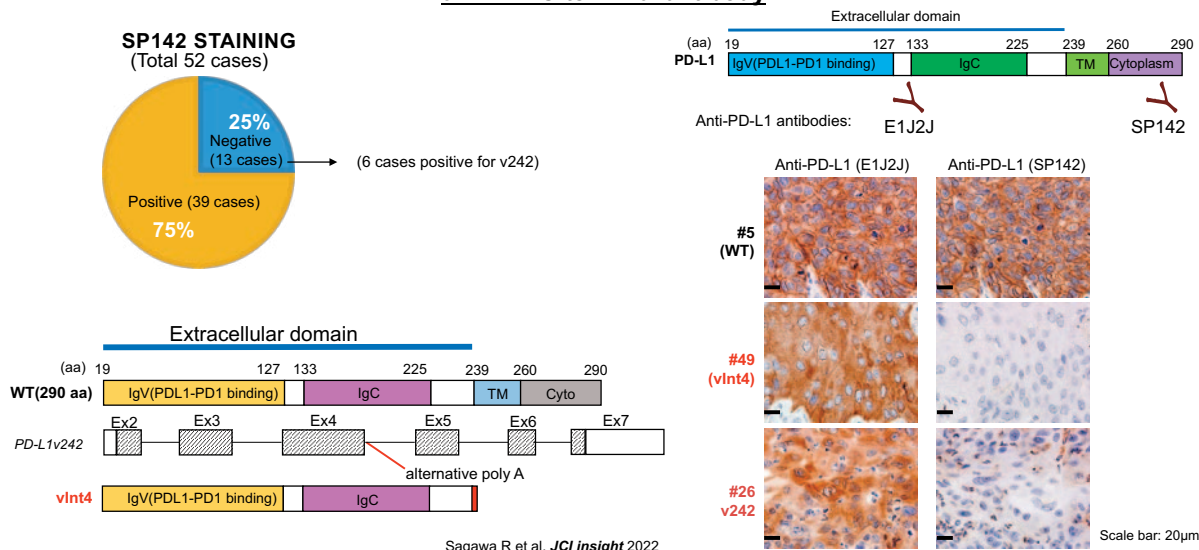 SP142 STAINING
(Total 52 cases)
25%
Negative
(13 cases)
(6 cases positive for v242)
Positive (39 cases)
75%
Extracellular domain
(aa) 19 127 133 225 239 260 290
PD-L1 IgV(PDL1-PD1 binding) IgC TM Cytoplasm
Anti-PD-L1 antibodies: E1J2J SP142
Anti-PD-L1 (E1J2J) Anti-PD-L1 (SP142)
#5
(WT)
#49
(vInt4)
#26
v242
Scale bar: 20μm
Extracellular domain
(aa) 19 127 133 225 239 260 290
WT(290 aa) IgV(PDL1-PD1 binding) IgC TM Cyto
Ex2 Ex3 Ex4 Ex5 Ex6 Ex7
PD-L1v242
alternative poly A
vInt4 IgV(PDL1-PD1 binding) IgC
Sagawa R et al. JCI insight 2022